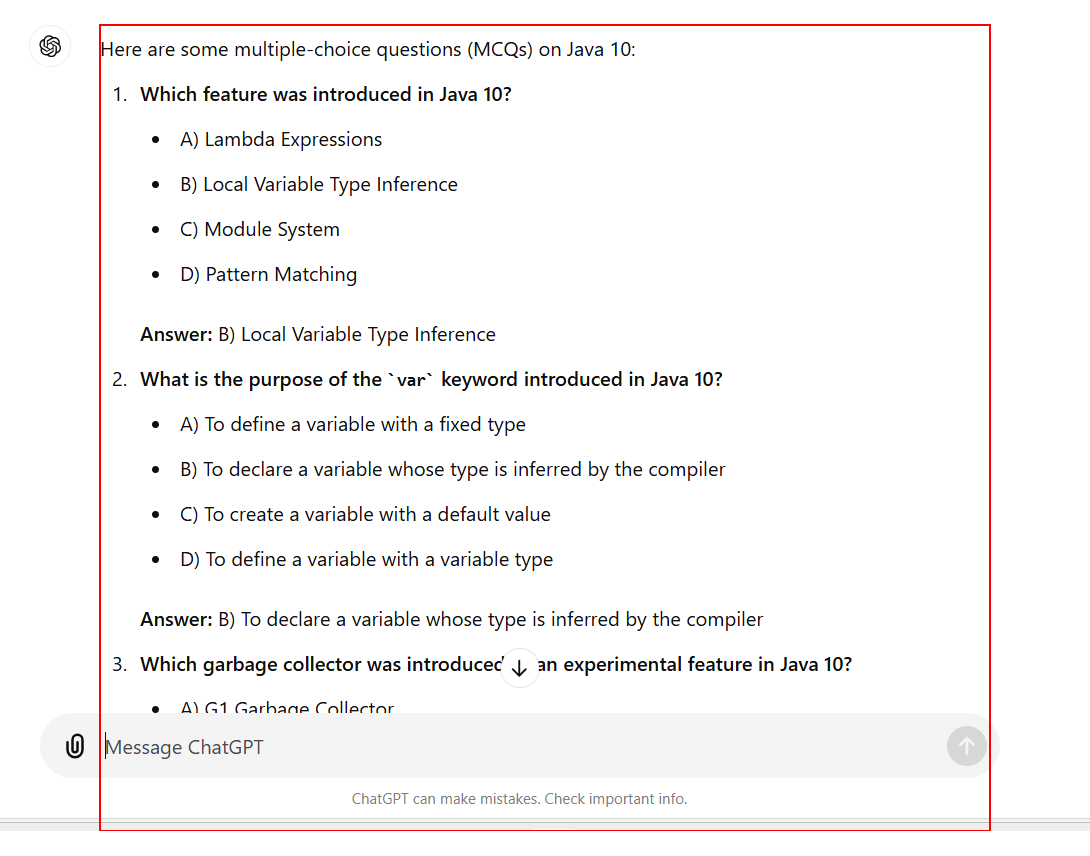 Here are some multiple-choice questions (MCQs) on Java 10:
1. Which feature was introduced in Java 10?
• A) Lambda Expressions
• B) Local Variable Type Inference
• C) Module System
• D) Pattern Matching
Answer: B) Local Variable Type Inference
2. What is the purpose of the `var` keyword introduced in Java 10?
• A) To define a variable with a fixed type
• B) To declare a variable whose type is inferred by the compiler
• C) To create a variable with a default value
• D) To define a variable with a variable type
Answer: B) To declare a variable whose type is inferred by the compiler
3. Which garbage collector was introduced an experimental feature in Java 10?
• A) G1 Garbage Collector
Message ChatGPT
ChatGPT can make mistakes. Check important info.